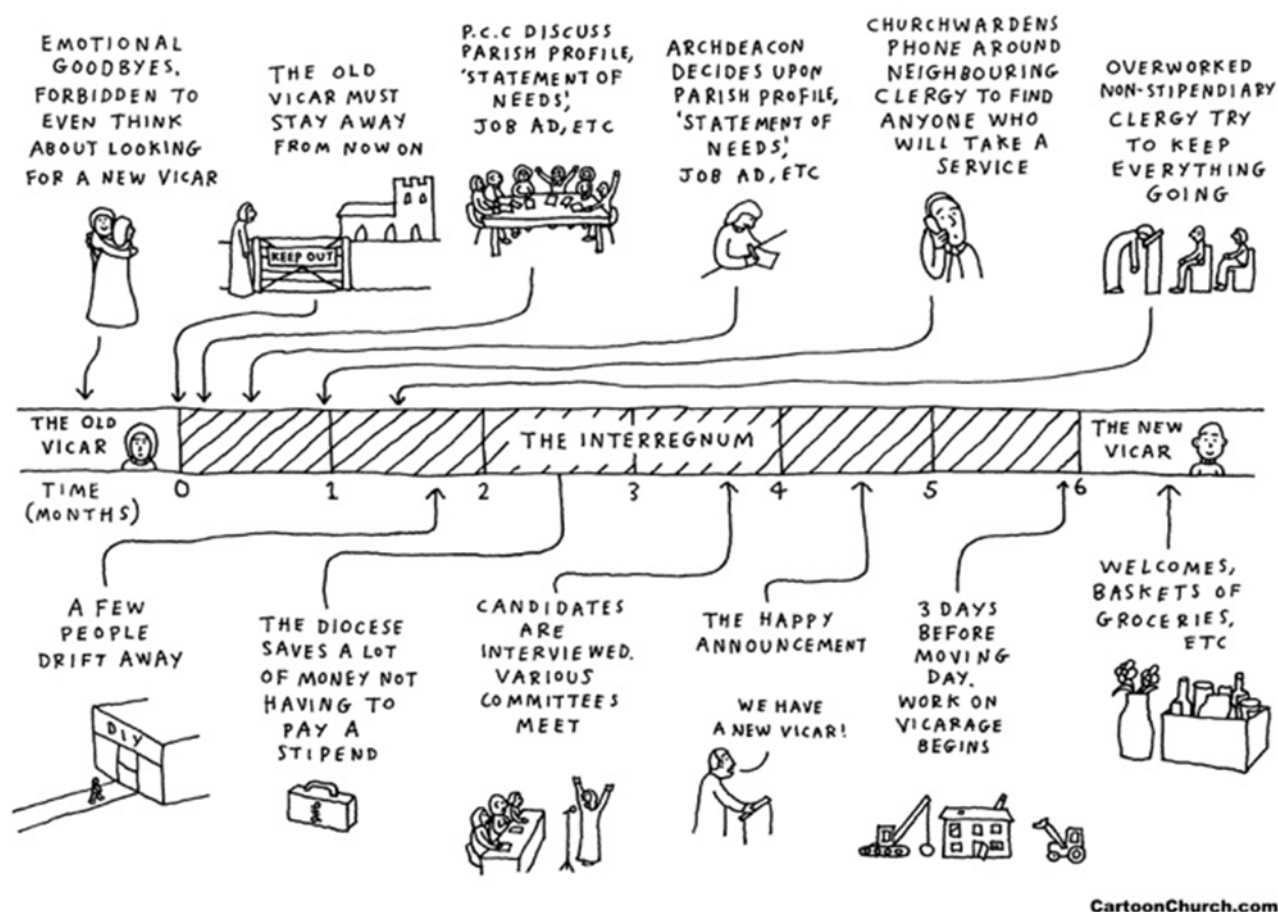 EMOTIONAL
GOODBYES.
FORBIDDEN TO
EVEN THINK
ABOUT LOOKING
FOR A NEW VICAR
THE OLD
VICAR MUST
STAY AWAY
FROM NOW ON
KEEP OUT
P.C.C DISCUSS
PARISH PROFILE,
'STATEMENT OF
NEEDS',
JOB AD, ETC
ARCHDEACON
DECIDES UPON
PARISH PROFILE,
'STATEMENT OF
NEEDS',
JOB AD, ETC
CHURCHWARDENS
PHONE AROUND
NEIGHBOURING
CLERGY TO FIND
ANYONE WHO
WILL TAKE A
SERVICE
OVERWORKED
NON-STIPENDIARY
CLERGY TRY
TO KEEP
EVERYTHING
GOING
THE OLD
VICAR
THE INTERREGNUM
THE NEW
VICAR
TIME
(MONTHS)
0 1 2 3 4 5 6
A FEW
PEOPLE
DRIFT AWAY
DIY
THE DIOCESE
SAVES A LOT
OF MONEY NOT
HAVING TO
PAY A
STIPEND
CANDIDATES
ARE
INTERVIEWED.
VARIOUS
COMMITTEES
MEET
THE HAPPY
ANNOUNCEMENT
WE HAVE
A NEW VICAR!
3 DAYS
BEFORE
MOVING
DAY.
WORK ON
VICARAGE
BEGINS
WELCOMES,
BASKETS OF
GROCERIES,
ETC
CartoonChurch.com